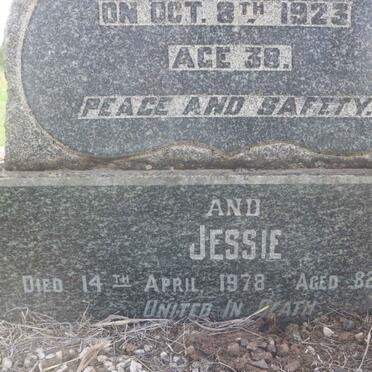 ON OCT. 8TH 1923
AGE 38.
PEACE AND SAFETY.
AND
JESSIE
DIED 14TH APRIL, 1978. AGED 82
UNITED IN DEATH